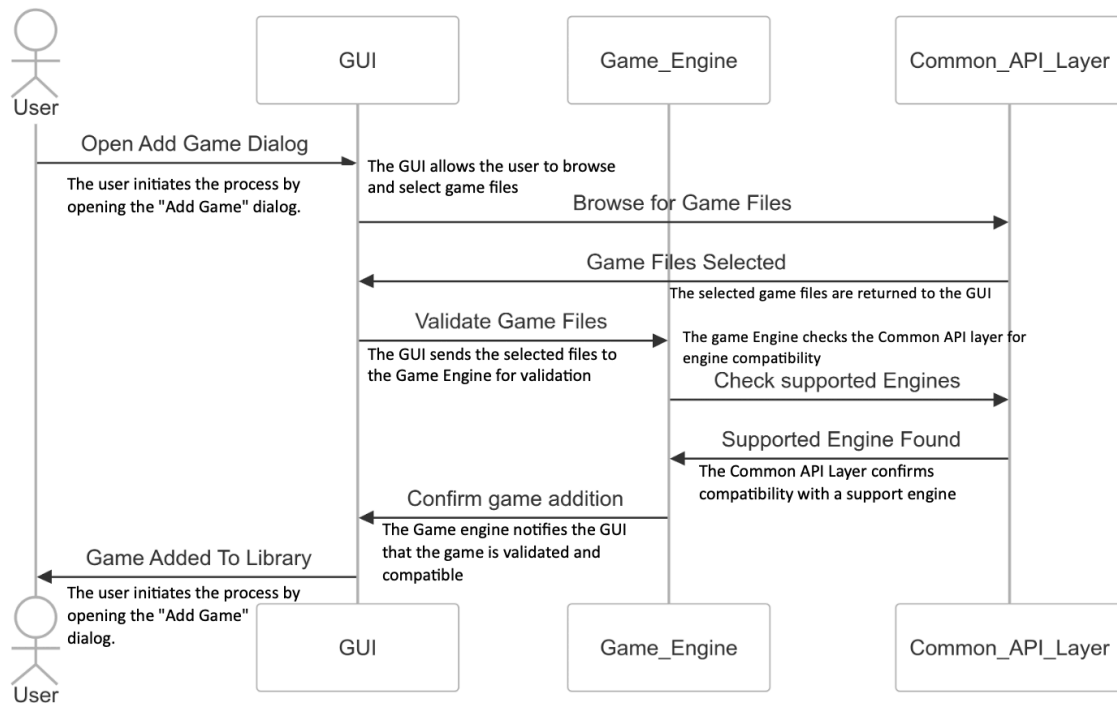 GUI
Game_Engine
Common_API_Layer
User
Open Add Game Dialog
The user initiates the process by
opening the "Add Game" dialog.
The GUI allows the user to browse
and select game files
Browse for Game Files
Game Files Selected
The selected game files are returned to the GUI
Validate Game Files
The GUI sends the selected files to
the Game Engine for validation
The game Engine checks the Common API layer for
engine compatibility
Check supported Engines
Supported Engine Found
The Common API Layer confirms
compatibility with a support engine
Confirm game addition
The Game engine notifies the GUI
that the game is validated and
compatible
Game Added To Library
The user initiates the process by
opening the "Add Game"
dialog.
User
GUI
Game_Engine
Common_API_Layer